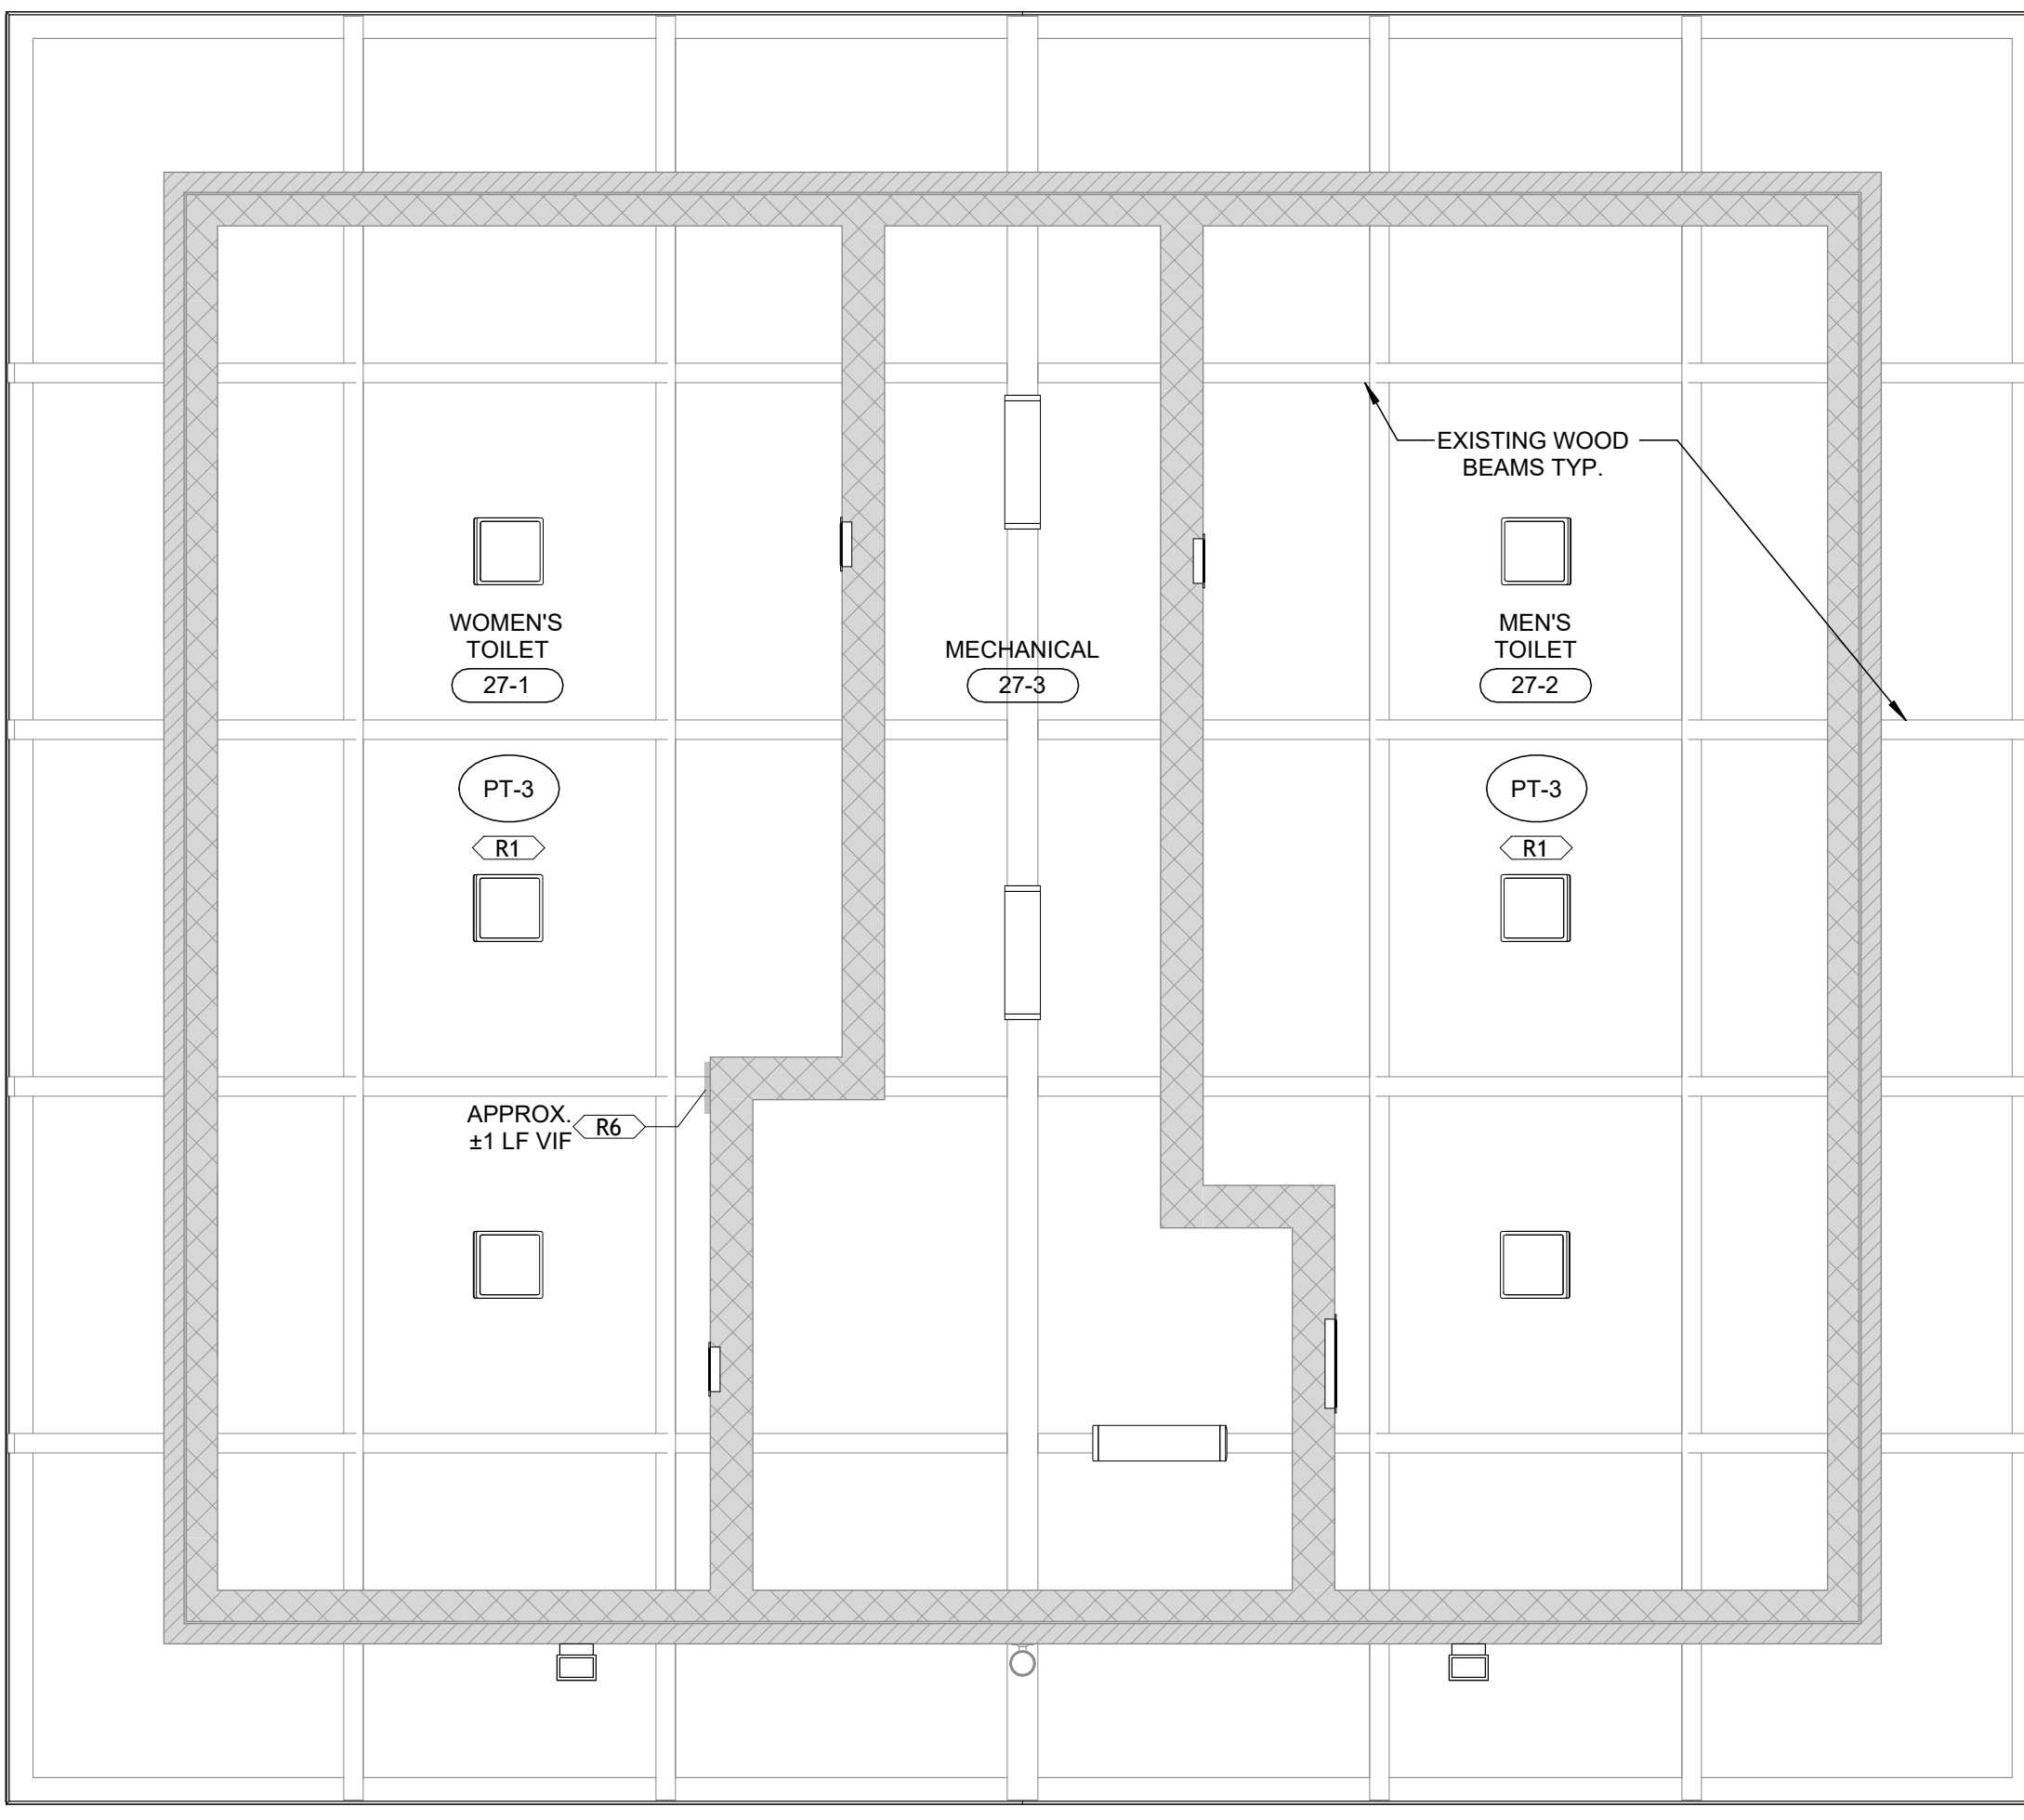 EXISTING WOOD
BEAMS TYP.
WOMEN'S
TOILET
27-1
MECHANICAL
27-3
MEN'S
TOILET
27-2
PT-3
R1
PT-3
R1
APPROX.
±1 LF VIF
R6